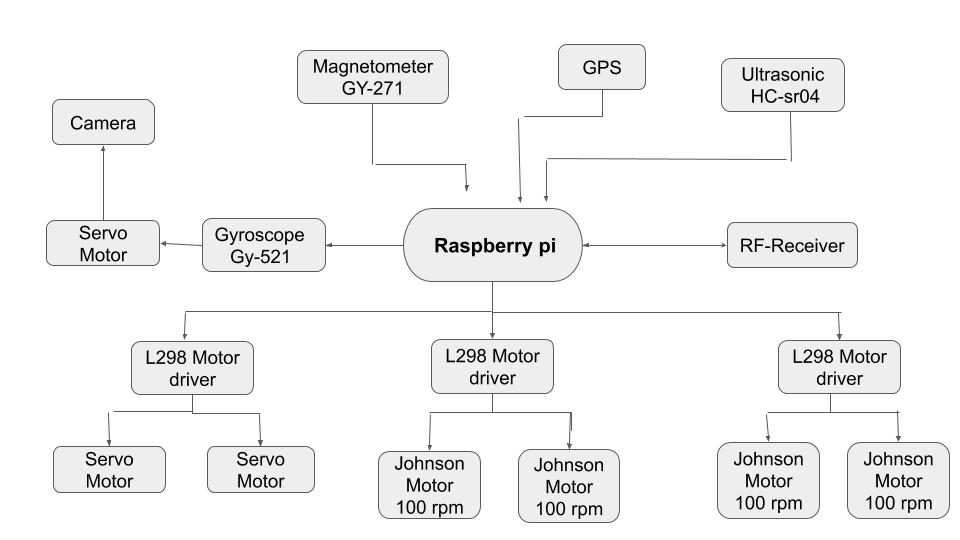 Magnetometer
GY-271
GPS
Ultrasonic
HC-sr04
Camera
Servo
Motor
Gyroscope
Gy-521
Raspberry pi
RF-Receiver
L298 Motor
driver
L298 Motor
driver
L298 Motor
driver
Servo
Motor
Servo
Motor
Johnson
Motor
100 rpm
Johnson
Motor
100 rpm
Johnson
Motor
100 rpm
Johnson
Motor
100 rpm